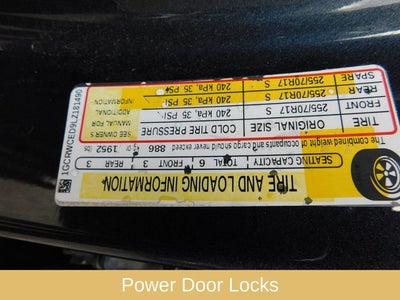 TIRE AND LOADING INFORMATION
SEATING CAPACITY TOTAL 6 FRONT 3 REAR 3
The combined weight of occupants and cargo should never exceed 886 kg or 1952 lbs
TIRE ORIGINAL SIZE COLD TIRE PRESSURE
FRONT 255/70R17 S 240 kPa, 35 PSI
REAR 255/70R17 S 240 kPa, 35 PSI
SPARE 255/70R17 S 240 kPa, 35 PSI
SEE OWNER'S
MANUAL FOR
ADDITIONAL
INFORMATION
1GCRWCED9LZ181490
Power Door Locks